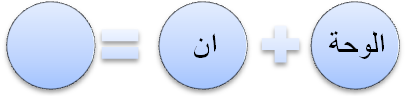 الوحة + ان =